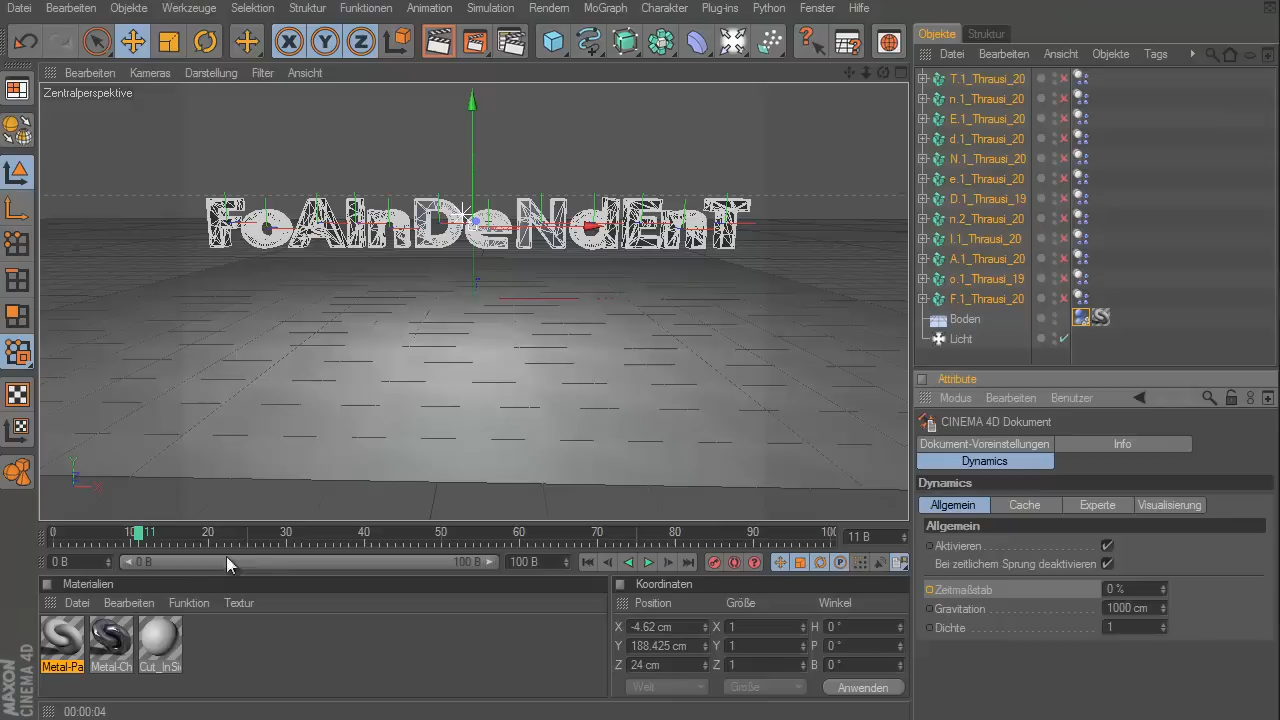 Datei Bearbeiten Objekte Werkzeuge Selektion Struktur Funktionen Animation Simulation Rendern MoGraph Charakter Plug-ins Python Fenster Hilfe
X Y Z
Bearbeiten Kameras Darstellung Filter Ansicht
Zentralperspektive
FoAInDeNdEnT
0 10 11 20 30 40 50 60 70 80 90 100 11 B
0 B 0 B 100 B 100 B
Materialien
Datei Bearbeiten Funktion Textur
Metal-Pa Metal-Ch Cut_InSi
Koordinaten
Position Größe Winkel
X -4.62 cm X 1 H 0 °
Y 188.425 cm Y 1 P 0 °
Z 24 cm Z 1 B 0 °
Welt Größe Anwenden
00:00:04
MAXON
CINEMA 4D
Objekte Struktur
Datei Bearbeiten Ansicht Objekte Tags
T.1_Thrausi_20
n.1_Thrausi_20
E.1_Thrausi_20
d.1_Thrausi_20
N.1_Thrausi_20
e.1_Thrausi_20
D.1_Thrausi_19
n.2_Thrausi_20
I.1_Thrausi_20
A.1_Thrausi_20
o.1_Thrausi_19
F.1_Thrausi_20
Boden
Licht
Attribute
Modus Bearbeiten Benutzer
CINEMA 4D Dokument
Dokument-Voreinstellungen Info
Dynamics
Dynamics
Allgemein Cache Experte Visualisierung
Allgemein
Aktivieren
Bei zeitlichem Sprung deaktivieren
Zeitmaßstab 0 %
Gravitation 1000 cm
Dichte 1